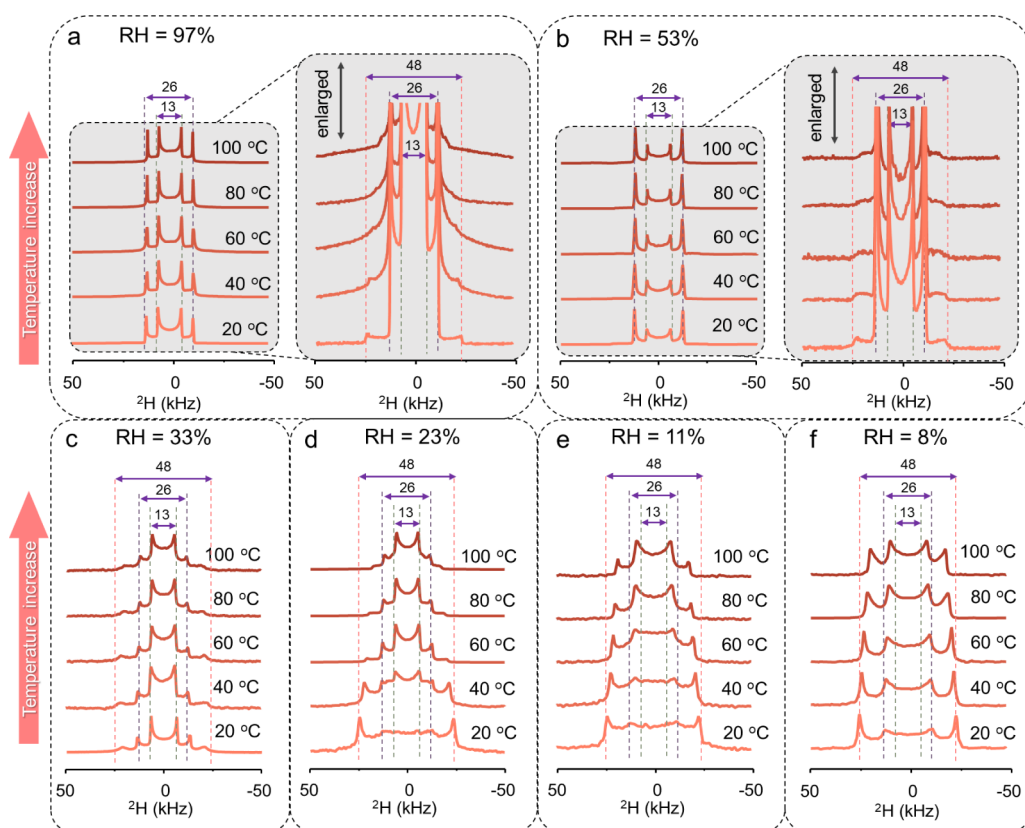 a RH = 97%
48
26
13
enlarged
48
26
13
100 °C
80 °C
60 °C
40 °C
20 °C
50 0 -50
²H (kHz)
50 0 -50
²H (kHz)
Temperature increase
b RH = 53%
48
26
13
enlarged
26
13
100 °C
80 °C
60 °C
40 °C
20 °C
50 0 -50
²H (kHz)
50 0 -50
²H (kHz)
c RH = 33%
48
26
13
100 °C
80 °C
60 °C
40 °C
20 °C
50 0 -50
²H (kHz)
Temperature increase
d RH = 23%
48
26
13
100 °C
80 °C
60 °C
40 °C
20 °C
50 0 -50
²H (kHz)
e RH = 11%
48
26
13
100 °C
80 °C
60 °C
40 °C
20 °C
50 0 -50
²H (kHz)
f RH = 8%
48
26
13
100 °C
80 °C
60 °C
40 °C
20 °C
50 0 -50
²H (kHz)